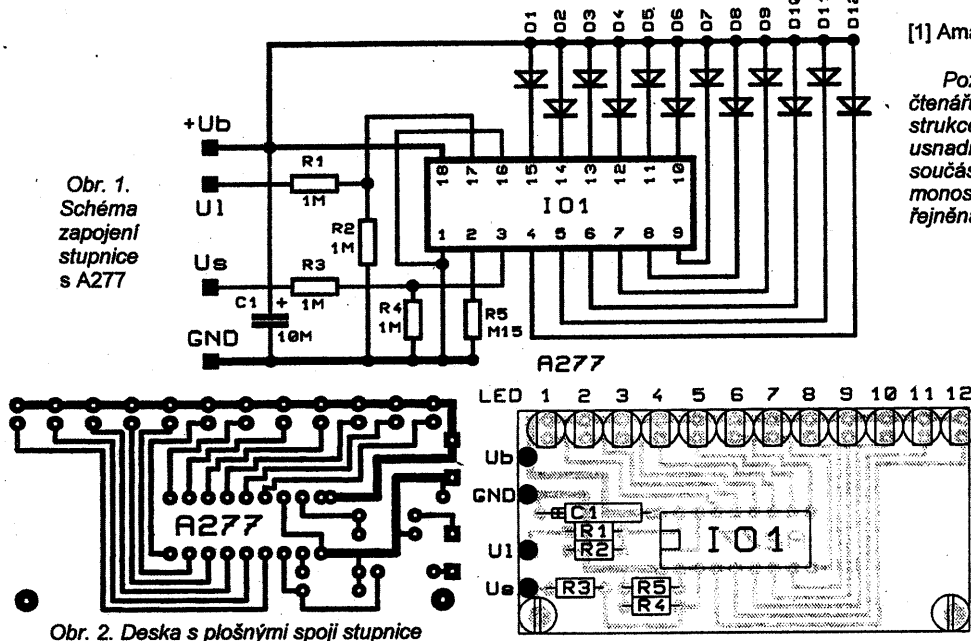 D1 D2 D3 D4 D5 D6 D7 D8 D9 D10 D11 D12
[1] Ama
Poz
čtenář
strukce
usnadn
součás
monos
řejněna
+Ub
Ul
Us
GND
Obr. 1.
Schéma
zapojení
stupnice
s A277
R1
1M
R2
1M
R3
1M
R4
1M
R5
M15
C1 +
10M
18 17 16 15 14 13 12 11 10
IO1
1 2 3 4 5 6 7 8 9
A277
A277
Obr. 2. Deska s plošnými spoji stupnice
LED 1 2 3 4 5 6 7 8 9 10 11 12
Ub
GND
Ul
Us
C1
R1
R2
R3
R5
R4
IO1